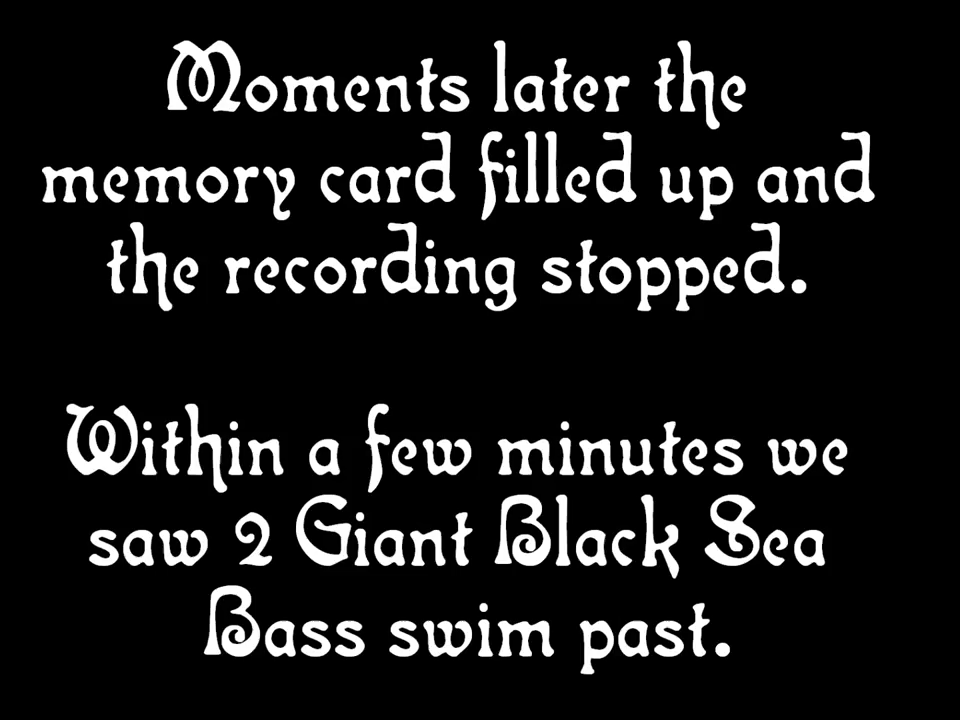 Moments later the
memory card filled up and
the recording stopped.
Within a few minutes we
saw 2 Giant Black Sea
Bass swim past.